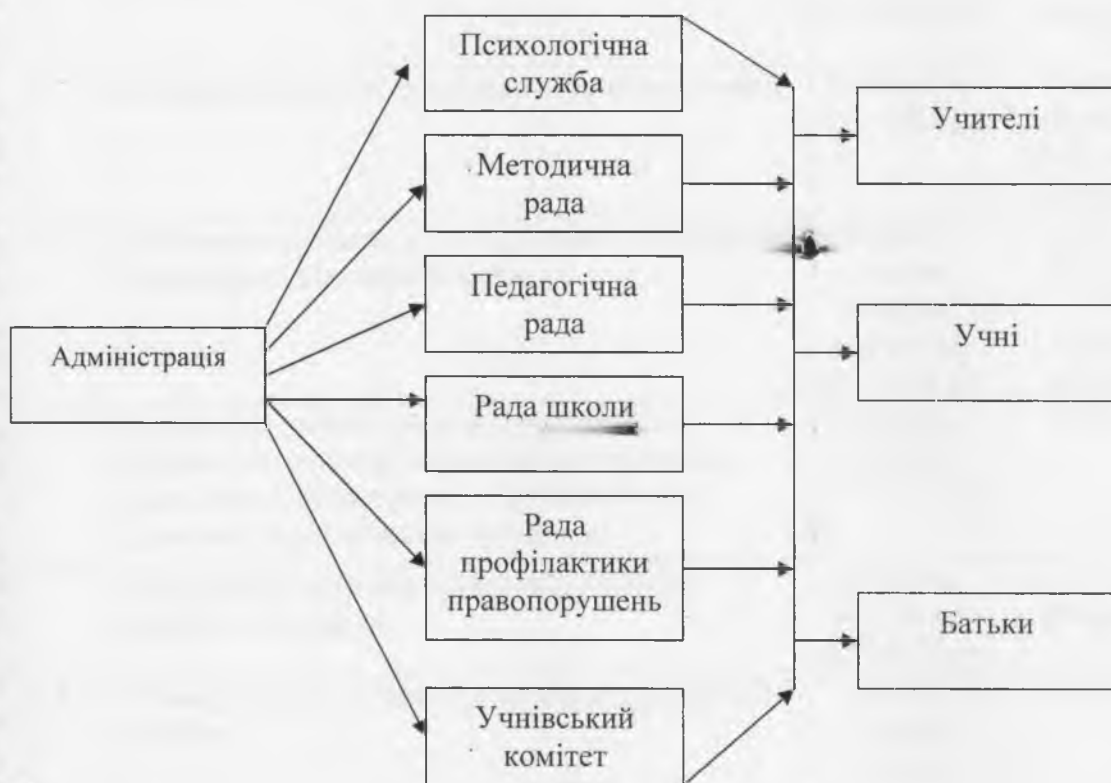 Психологічна
служба
Методична
рада
Педагогічна
рада
Адміністрація
Рада школи
Рада
профілактики
правопорушень
Учнівський
комітет
Учителі
Учні
Батьки